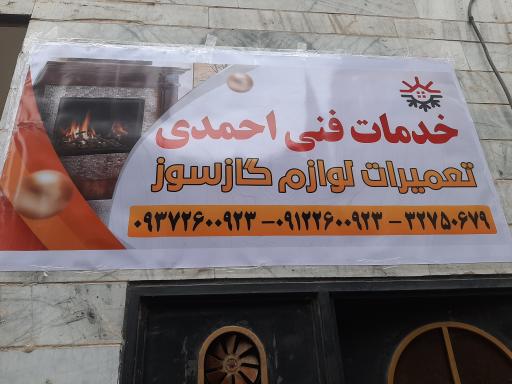 خدمات فنی احمدی
تعمیرات لوازم گازسوز
۰۹۳۷۲۶۰۰۹۲۳ - ۰۹۱۲۲۶۰۰۹۲۳ - ۳۲۷۵۰۶۷۹